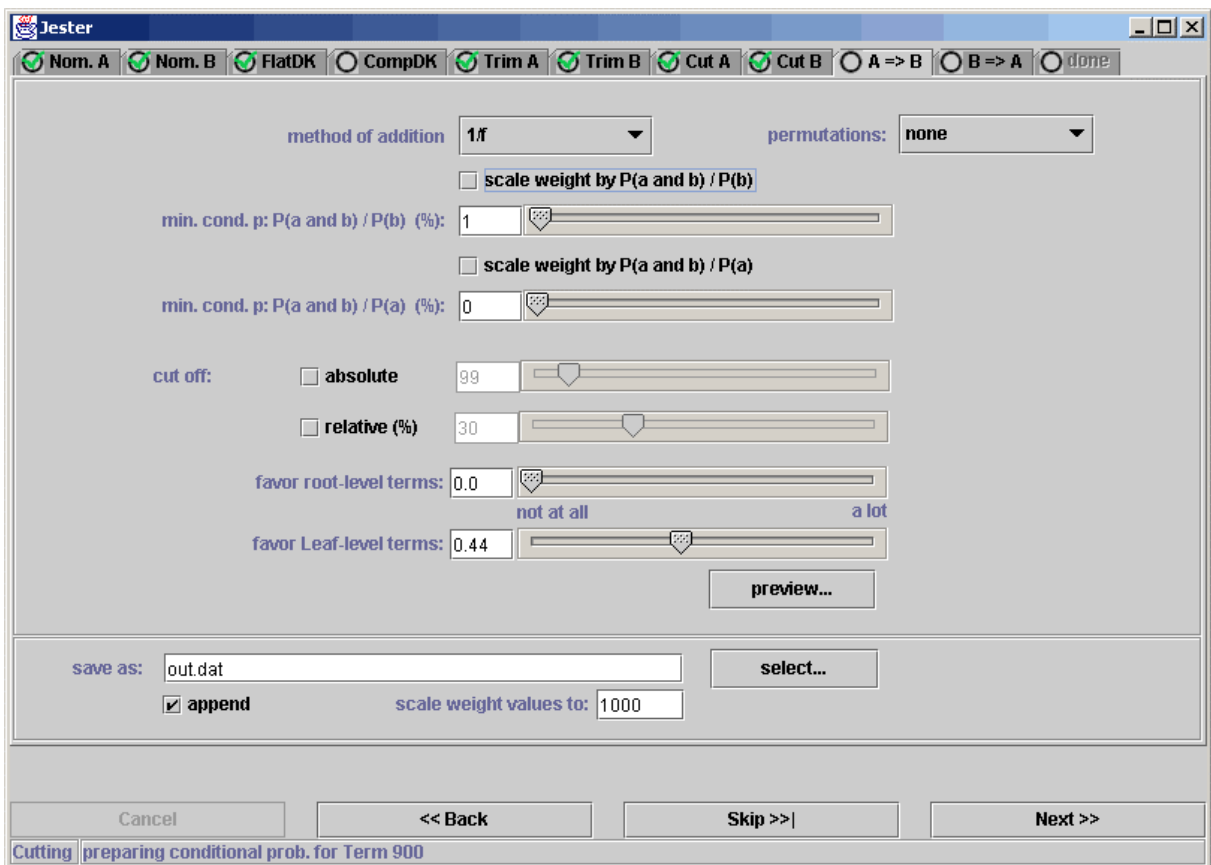 Jester
Nom. A Nom. B FlatDK CompDK Trim A Trim B Cut A Cut B A => B B => A done
method of addition 1/f permutations: none
scale weight by P(a and b) / P(b)
min. cond. p: P(a and b) / P(b) (%): 1
scale weight by P(a and b) / P(a)
min. cond. p: P(a and b) / P(a) (%): 0
cut off: absolute 99
relative (%) 30
favor root-level terms: 0.0
not at all a lot
favor Leaf-level terms: 0.44
preview...
save as: out.dat select...
append scale weight values to: 1000
Cancel << Back Skip >>| Next >>
Cutting preparing conditional prob. for Term 900